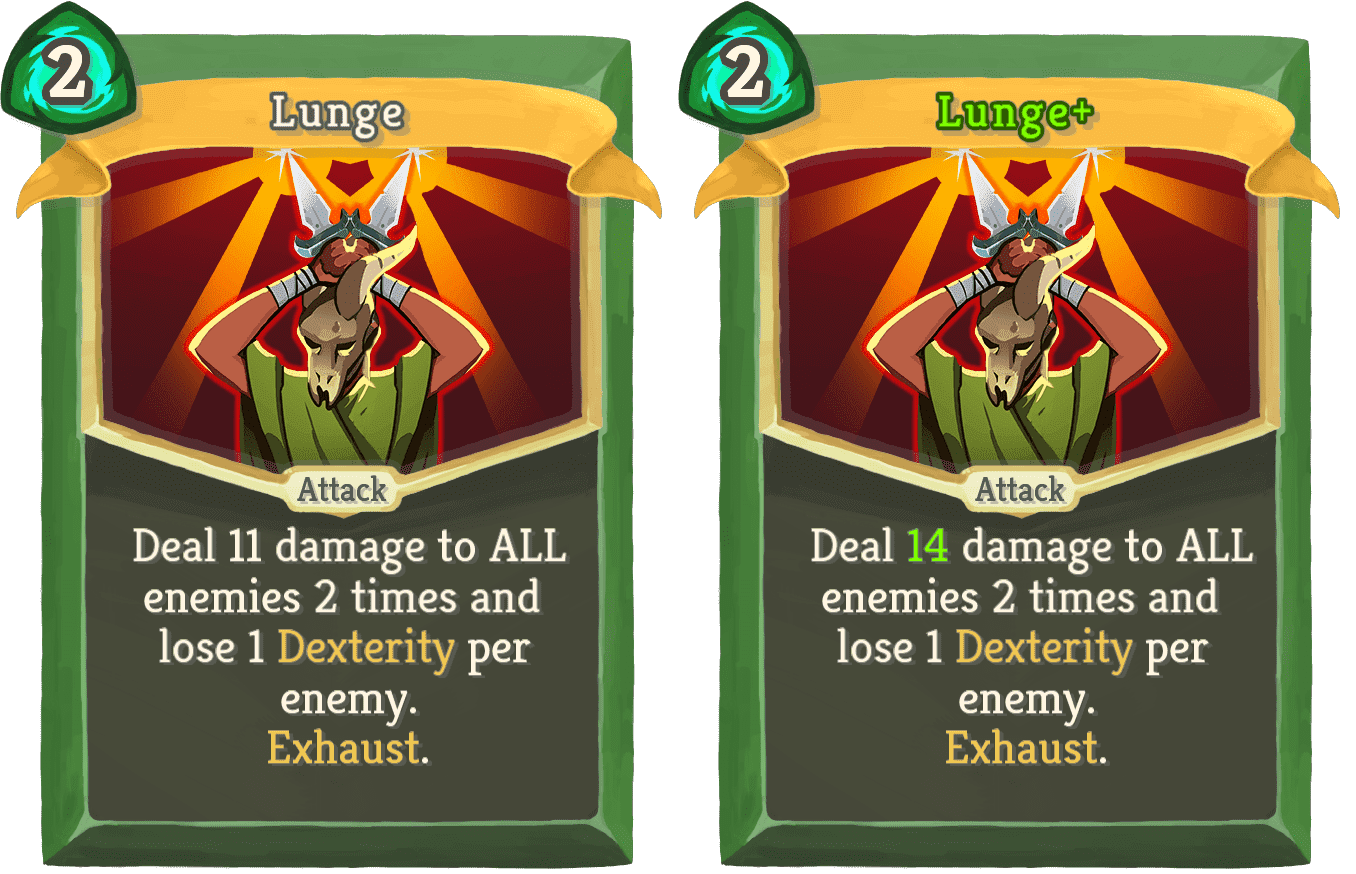 2
Lunge
Attack
Deal 11 damage to ALL
enemies 2 times and
lose 1 Dexterity per
enemy.
Exhaust.
2
Lunge+
Attack
Deal 14 damage to ALL
enemies 2 times and
lose 1 Dexterity per
enemy.
Exhaust.